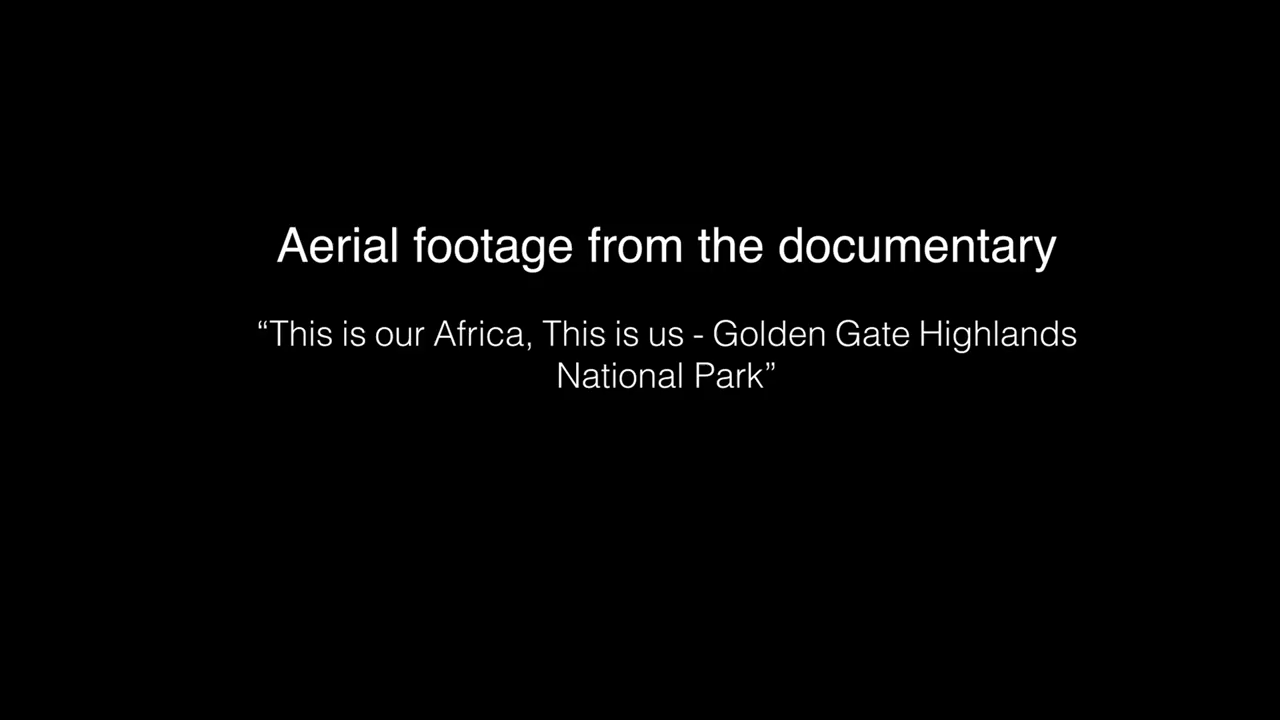 Aerial footage from the documentary
“This is our Africa, This is us - Golden Gate Highlands
National Park”